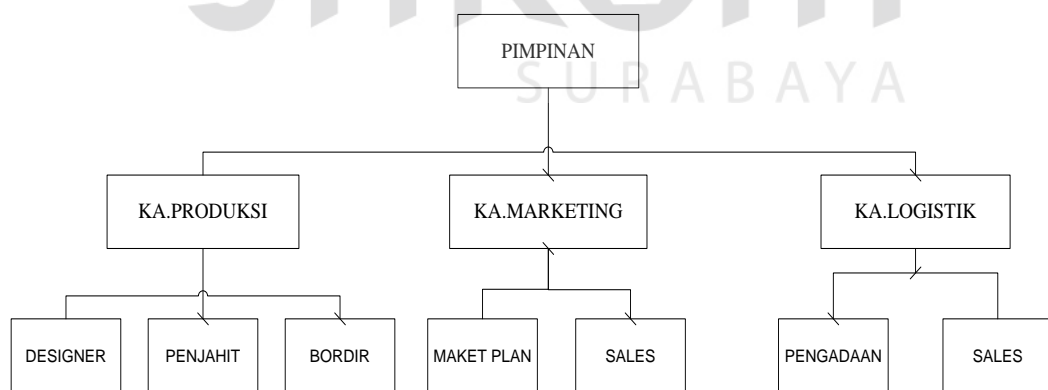 PIMPINAN
SURABAYA
KA.PRODUKSI
KA.MARKETING
KA.LOGISTIK
DESIGNER
PENJAHIT
BORDIR
MAKET PLAN
SALES
PENGADAAN
SALES